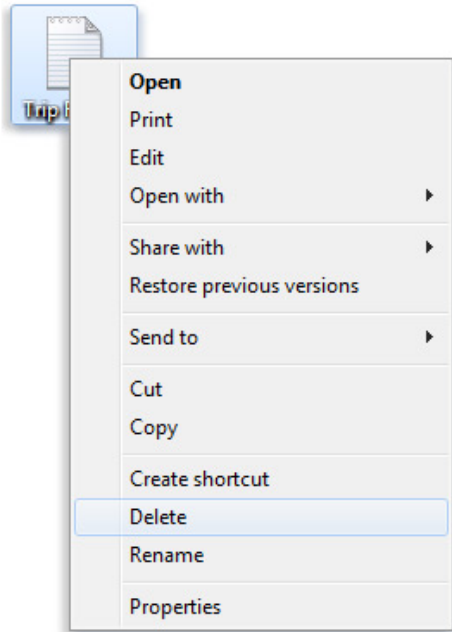 Trip
Open
Print
Edit
Open with
Share with
Restore previous versions
Send to
Cut
Copy
Create shortcut
Delete
Rename
Properties